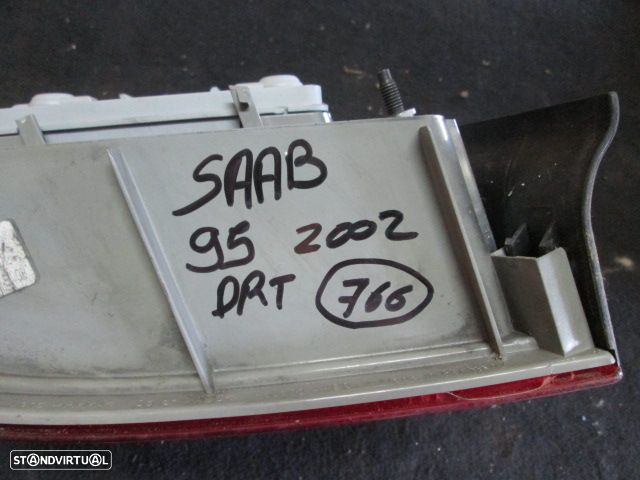 SAAB
95 2002
DRT 766
STANDVIRTUAL